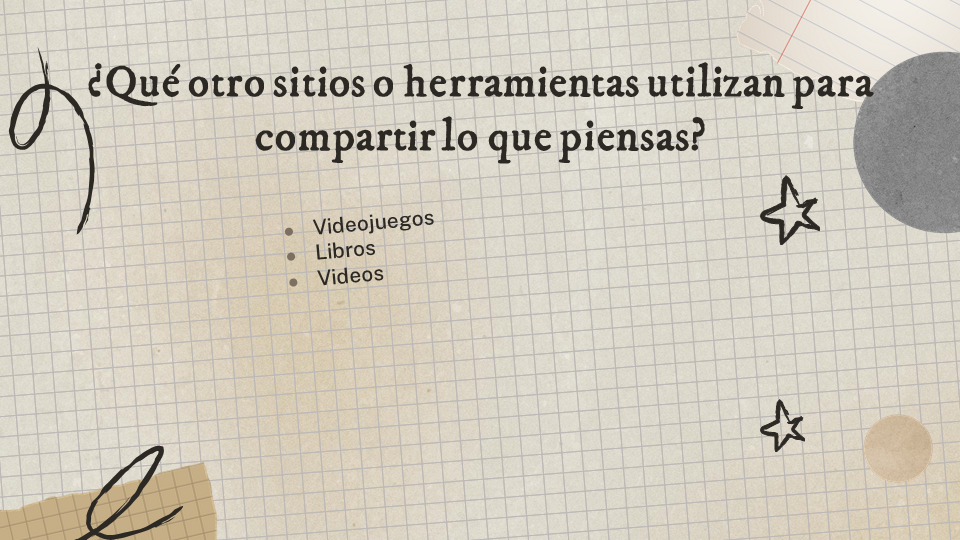 ¿Qué otro sitios o herramientas utilizan para
compartir lo que piensas?
• Videojuegos
• Libros
• Videos